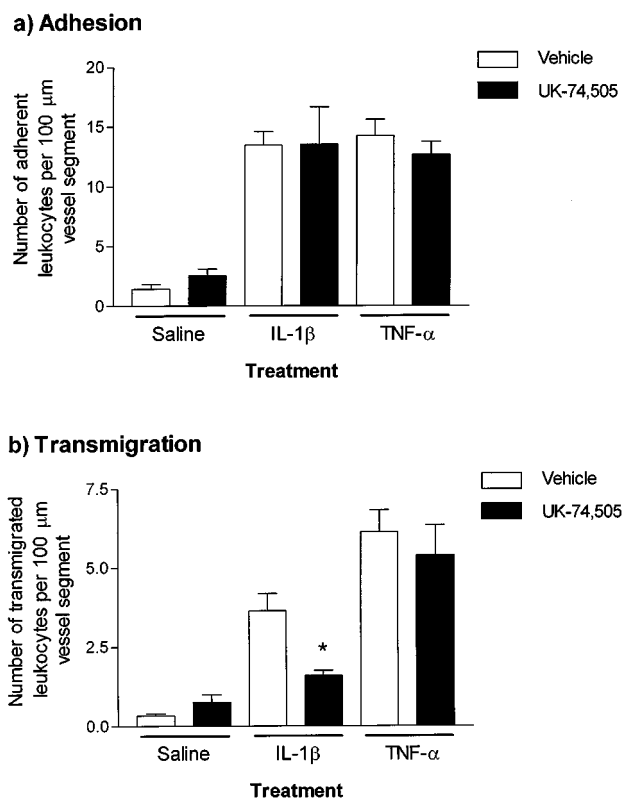 a) Adhesion
Vehicle
UK-74,505
Number of adherent
leukocytes per 100 μm
vessel segment
20
15
10
5
0
Saline
IL-1β
TNF-α
Treatment
b) Transmigration
Vehicle
UK-74,505
Number of transmigrated
leukocytes per 100 μm
vessel segment
7.5
5.0
2.5
0.0
*
Saline
IL-1β
TNF-α
Treatment